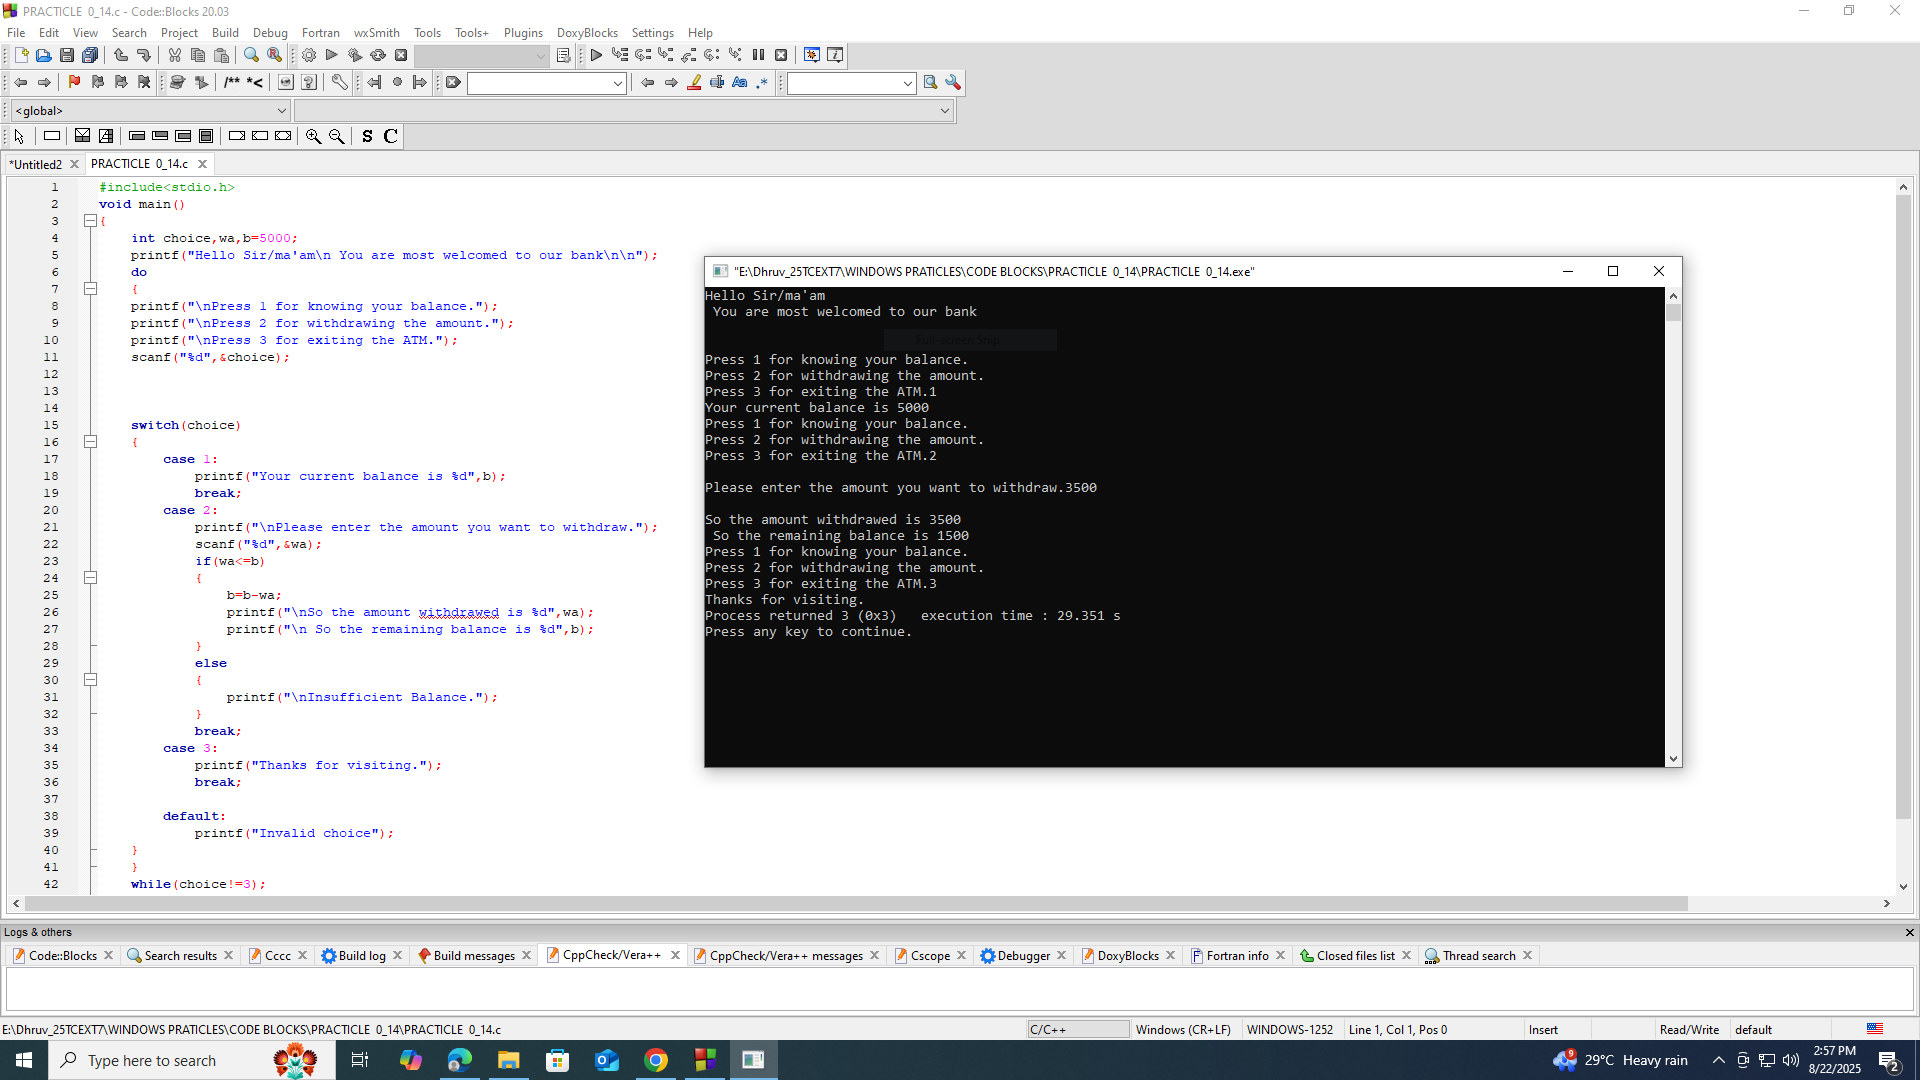 PRACTICLE 0_14.c - Code::Blocks 20.03
File Edit View Search Project Build Debug Fortran wxSmith Tools Tools+ Plugins DoxyBlocks Settings Help
/** *<
Aa .*
<global>
S C
*Untitled2 PRACTICLE 0_14.c
1 #include<stdio.h>
2 void main()
3 {
4 int choice,wa,b=5000;
5 printf("Hello Sir/ma'am\n You are most welcomed to our bank\n\n");
6 do
7 {
8 printf("\nPress 1 for knowing your balance.");
9 printf("\nPress 2 for withdrawing the amount.");
10 printf("\nPress 3 for exiting the ATM.");
11 scanf("%d",&choice);
12
13
14
15 switch(choice)
16 {
17 case 1:
18 printf("Your current balance is %d",b);
19 break;
20 case 2:
21 printf("\nPlease enter the amount you want to withdraw.");
22 scanf("%d",&wa);
23 if(wa<=b)
24 {
25 b=b-wa;
26 printf("\nSo the amount withdrawed is %d",wa);
27 printf("\n So the remaining balance is %d",b);
28 }
29 else
30 {
31 printf("\nInsufficient Balance.");
32 }
33 break;
34 case 3:
35 printf("Thanks for visiting.");
36 break;
37
38 default:
39 printf("Invalid choice");
40 }
41 }
42 while(choice!=3);
"E:\Dhruv_25TCEXT7\WINDOWS PRATICLES\CODE BLOCKS\PRACTICLE 0_14\PRACTICLE 0_14.exe"
Hello Sir/ma'am
You are most welcomed to our bank
Press 1 for knowing your balance.
Press 2 for withdrawing the amount.
Press 3 for exiting the ATM.1
Your current balance is 5000
Press 1 for knowing your balance.
Press 2 for withdrawing the amount.
Press 3 for exiting the ATM.2
Please enter the amount you want to withdraw.3500
So the amount withdrawed is 3500
So the remaining balance is 1500
Press 1 for knowing your balance.
Press 2 for withdrawing the amount.
Press 3 for exiting the ATM.3
Thanks for visiting.
Process returned 3 (0x3) execution time : 29.351 s
Press any key to continue.
Logs & others
Code::Blocks Search results Cccc Build log Build messages CppCheck/Vera++ CppCheck/Vera++ messages Cscope Debugger DoxyBlocks Fortran info Closed files list Thread search
E:\Dhruv_25TCEXT7\WINDOWS PRATICLES\CODE BLOCKS\PRACTICLE 0_14\PRACTICLE 0_14.c C/C++ Windows (CR+LF) WINDOWS-1252 Line 1, Col 1, Pos 0 Insert Read/Write default
Type here to search 9 29°C Heavy rain 2:57 PM
8/22/2025 2